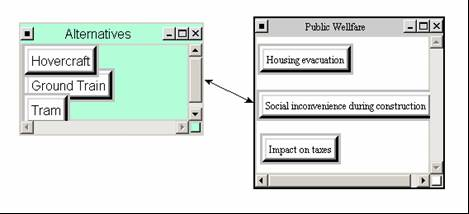 Alternatives
Hovercraft
Ground Train
Tram
Public Wellfare
Housing evacuation
Social inconvenience during construction
Impact on taxes